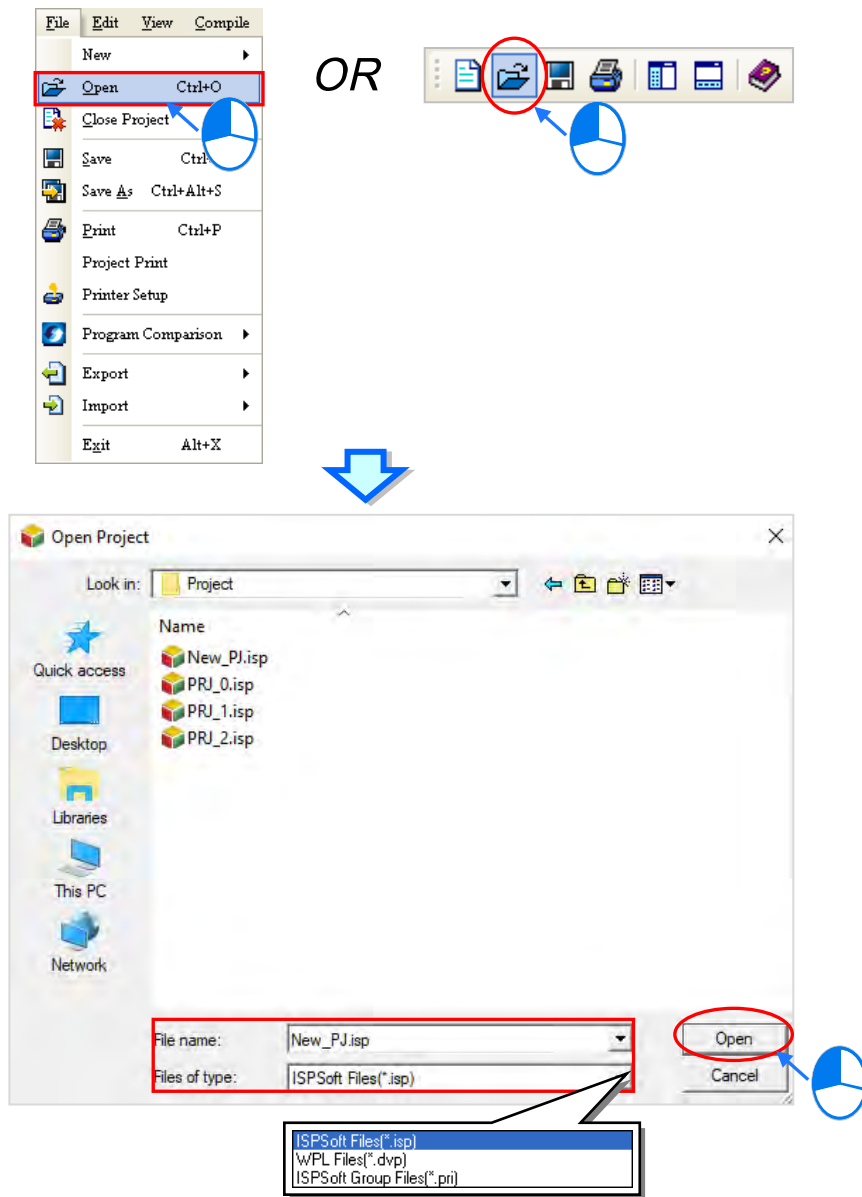 File Edit View Compile
New
Open Ctrl+O
Close Project
Save Ctrl
Save As Ctrl+Alt+S
Print Ctrl+P
Project Print
Printer Setup
Program Comparison
Export
Import
Exit Alt+X
OR
Open Project
Look in: Project
Name
New_PJ.isp
PRJ_0.isp
PRJ_1.isp
PRJ_2.isp
Quick access
Desktop
Libraries
This PC
Network
File name: New_PJ.isp Open
Files of type: ISPSoft Files(*.isp) Cancel
ISPSoft Files(*.isp)
WPL Files(*.dvp)
ISPSoft Group Files(*.pri)